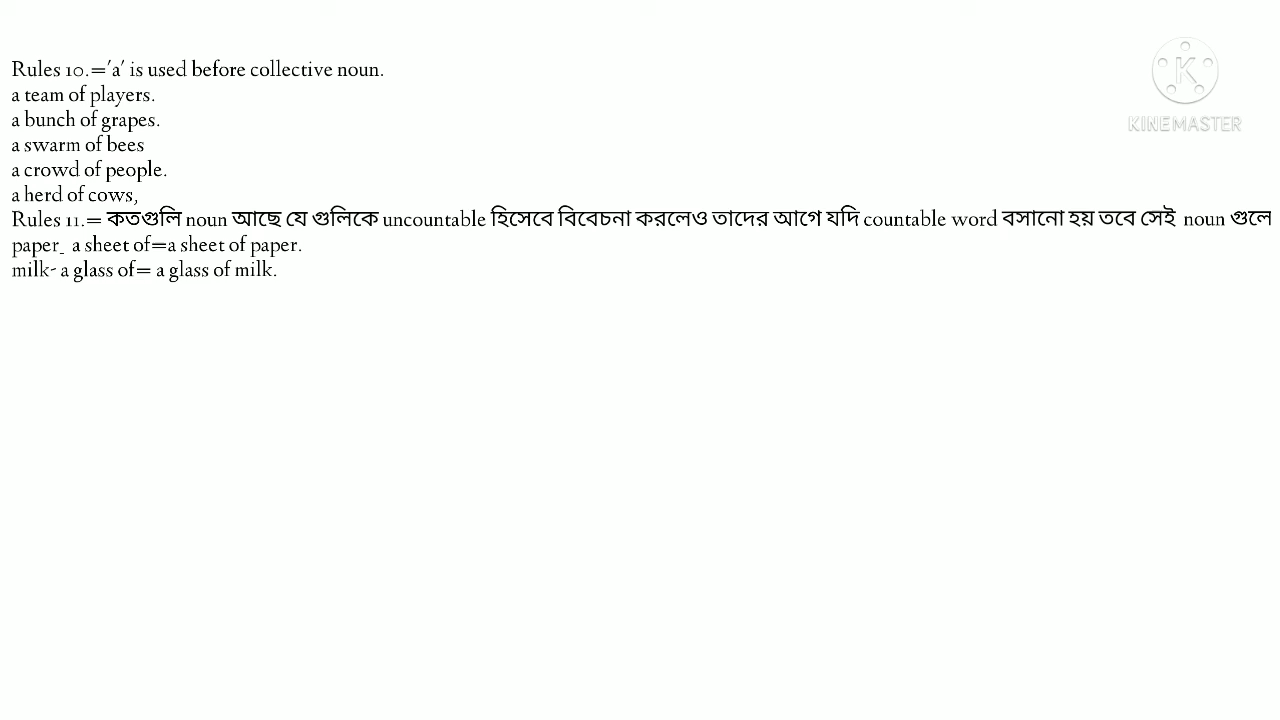 Rules 10.='a' is used before collective noun.
a team of players.
a bunch of grapes.
a swarm of bees
a crowd of people.
a herd of cows,
Rules 11.= কতগুলি noun আছে যে গুলিকে uncountable হিসেবে বিবেচনা করলেও তাদের আগে যদি countable word বসানো হয় তবে সেই noun গুলে
paper_ a sheet of=a sheet of paper.
milk- a glass of= a glass of milk.
K
KINEMASTER